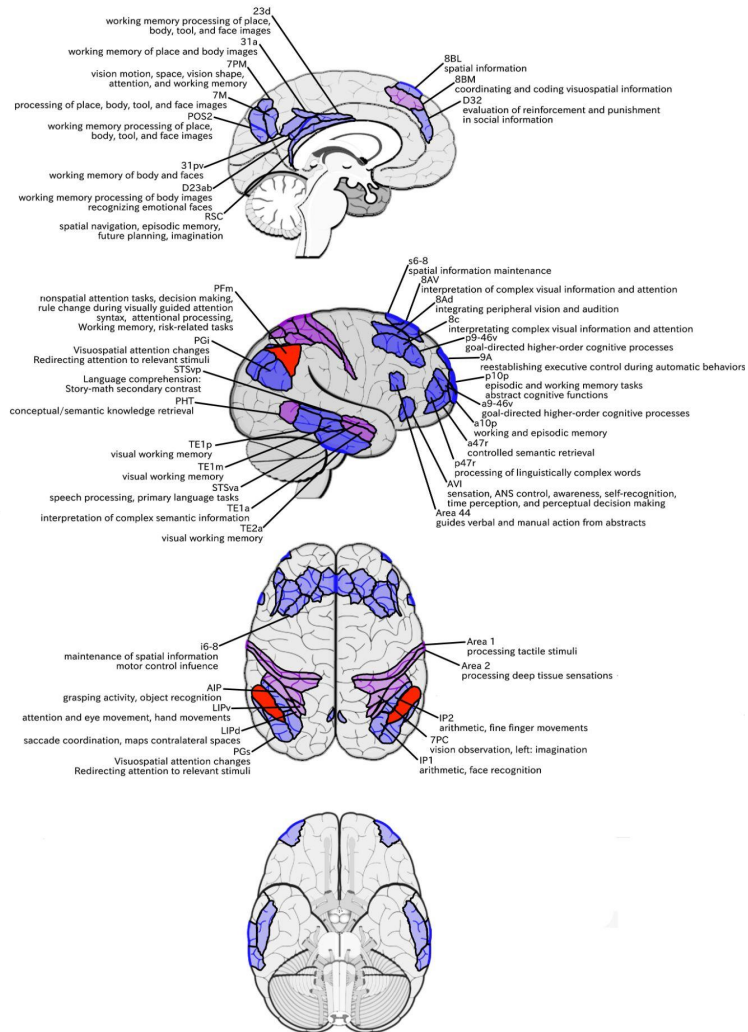 23d
working memory processing of place,
body, tool, and face images
31a
working memory of place and body images
7PM
vision motion, space, vision shape,
attention, and working memory
7M
processing of place, body, tool, and face images
POS2
working memory processing of place,
body, tool, and face images
31pv
working memory of body and faces
D23ab
working memory processing of body images
recognizing emotional faces
RSC
spatial navigation, episodic memory,
future planning, imagination
8BL
spatial information
8BM
coordinating and coding visuospatial information
D32
evaluation of reinforcement and punishment
in social information
PFm
nonspatial attention tasks, decision making,
rule change during visually guided attention
syntax, attentional processing,
Working memory, risk-related tasks
PGi
Visuospatial attention changes
Redirecting attention to relevant stimuli
STSvp
Language comprehension:
Story-math secondary contrast
PHT
conceptual/semantic knowledge retrieval
TE1p
visual working memory
TE1m
visual working memory
STSva
speech processing, primary language tasks
TE1a
interpretation of complex semantic information
TE2a
visual working memory
s6-8
spatial information maintenance
8AV
interpretation of complex visual information and attention
8Ad
integrating peripheral vision and audition
8c
interpretating complex visual information and attention
p9-46v
goal-directed higher-order cognitive processes
9A
reestablishing executive control during automatic behaviors
p10p
episodic and working memory tasks
abstract cognitive functions
a9-46v
goal-directed higher-order cognitive processes
a10p
working and episodic memory
a47r
controlled semantic retrieval
p47r
processing of linguistically complex words
AVI
sensation, ANS control, awareness, self-recognition,
time perception, and perceptual decision making
Area 44
guides verbal and manual action from abstracts
i6-8
maintenance of spatial information
motor control infuence
AIP
grasping activity, object recognition
LIPv
attention and eye movement, hand movements
LIPd
saccade coordination, maps contralateral spaces
PGs
Visuospatial attention changes
Redirecting attention to relevant stimuli
Area 1
processing tactile stimuli
Area 2
processing deep tissue sensations
IP2
arithmetic, fine finger movements
7PC
vision observation, left: imagination
IP1
arithmetic, face recognition